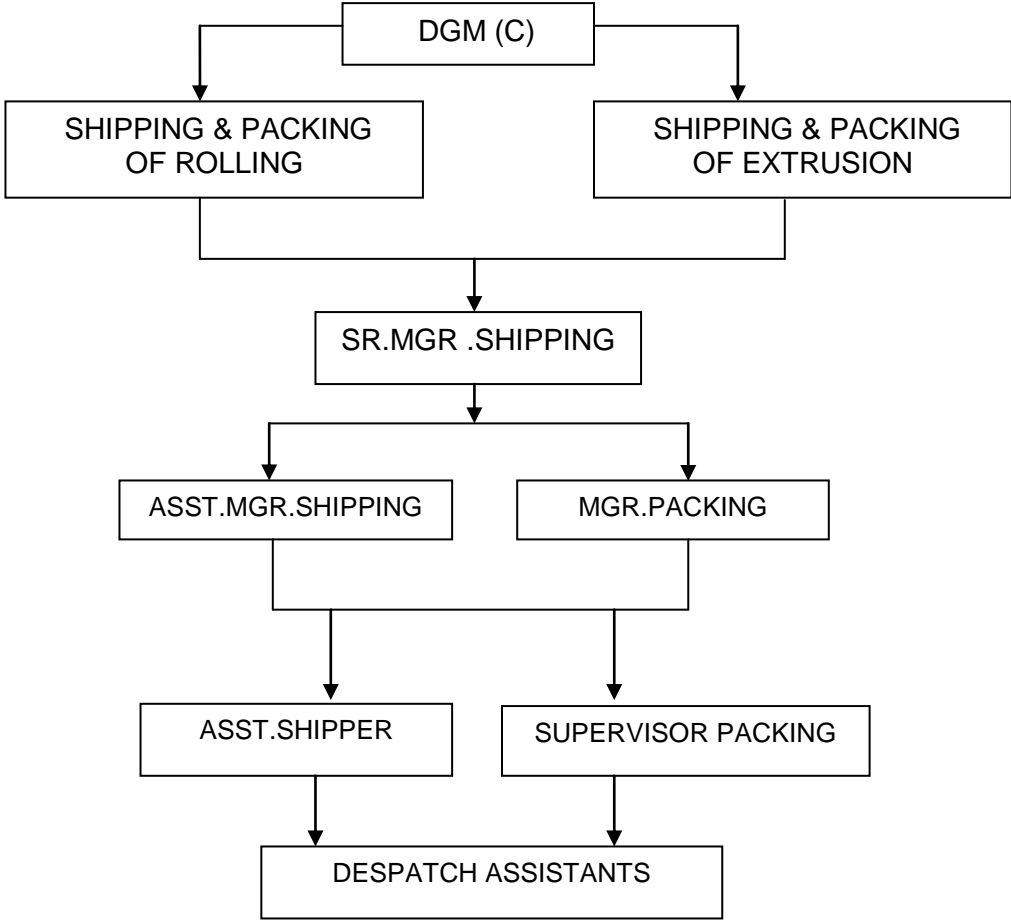 DGM (C)
SHIPPING & PACKING
OF ROLLING
SHIPPING & PACKING
OF EXTRUSION
SR.MGR .SHIPPING
ASST.MGR.SHIPPING
MGR.PACKING
ASST.SHIPPER
SUPERVISOR PACKING
DESPATCH ASSISTANTS